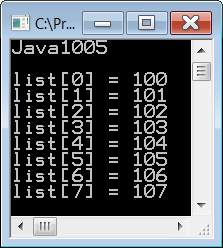 C:\Pr...
Java1005
list[0] = 100
list[1] = 101
list[2] = 102
list[3] = 103
list[4] = 104
list[5] = 105
list[6] = 106
list[7] = 107